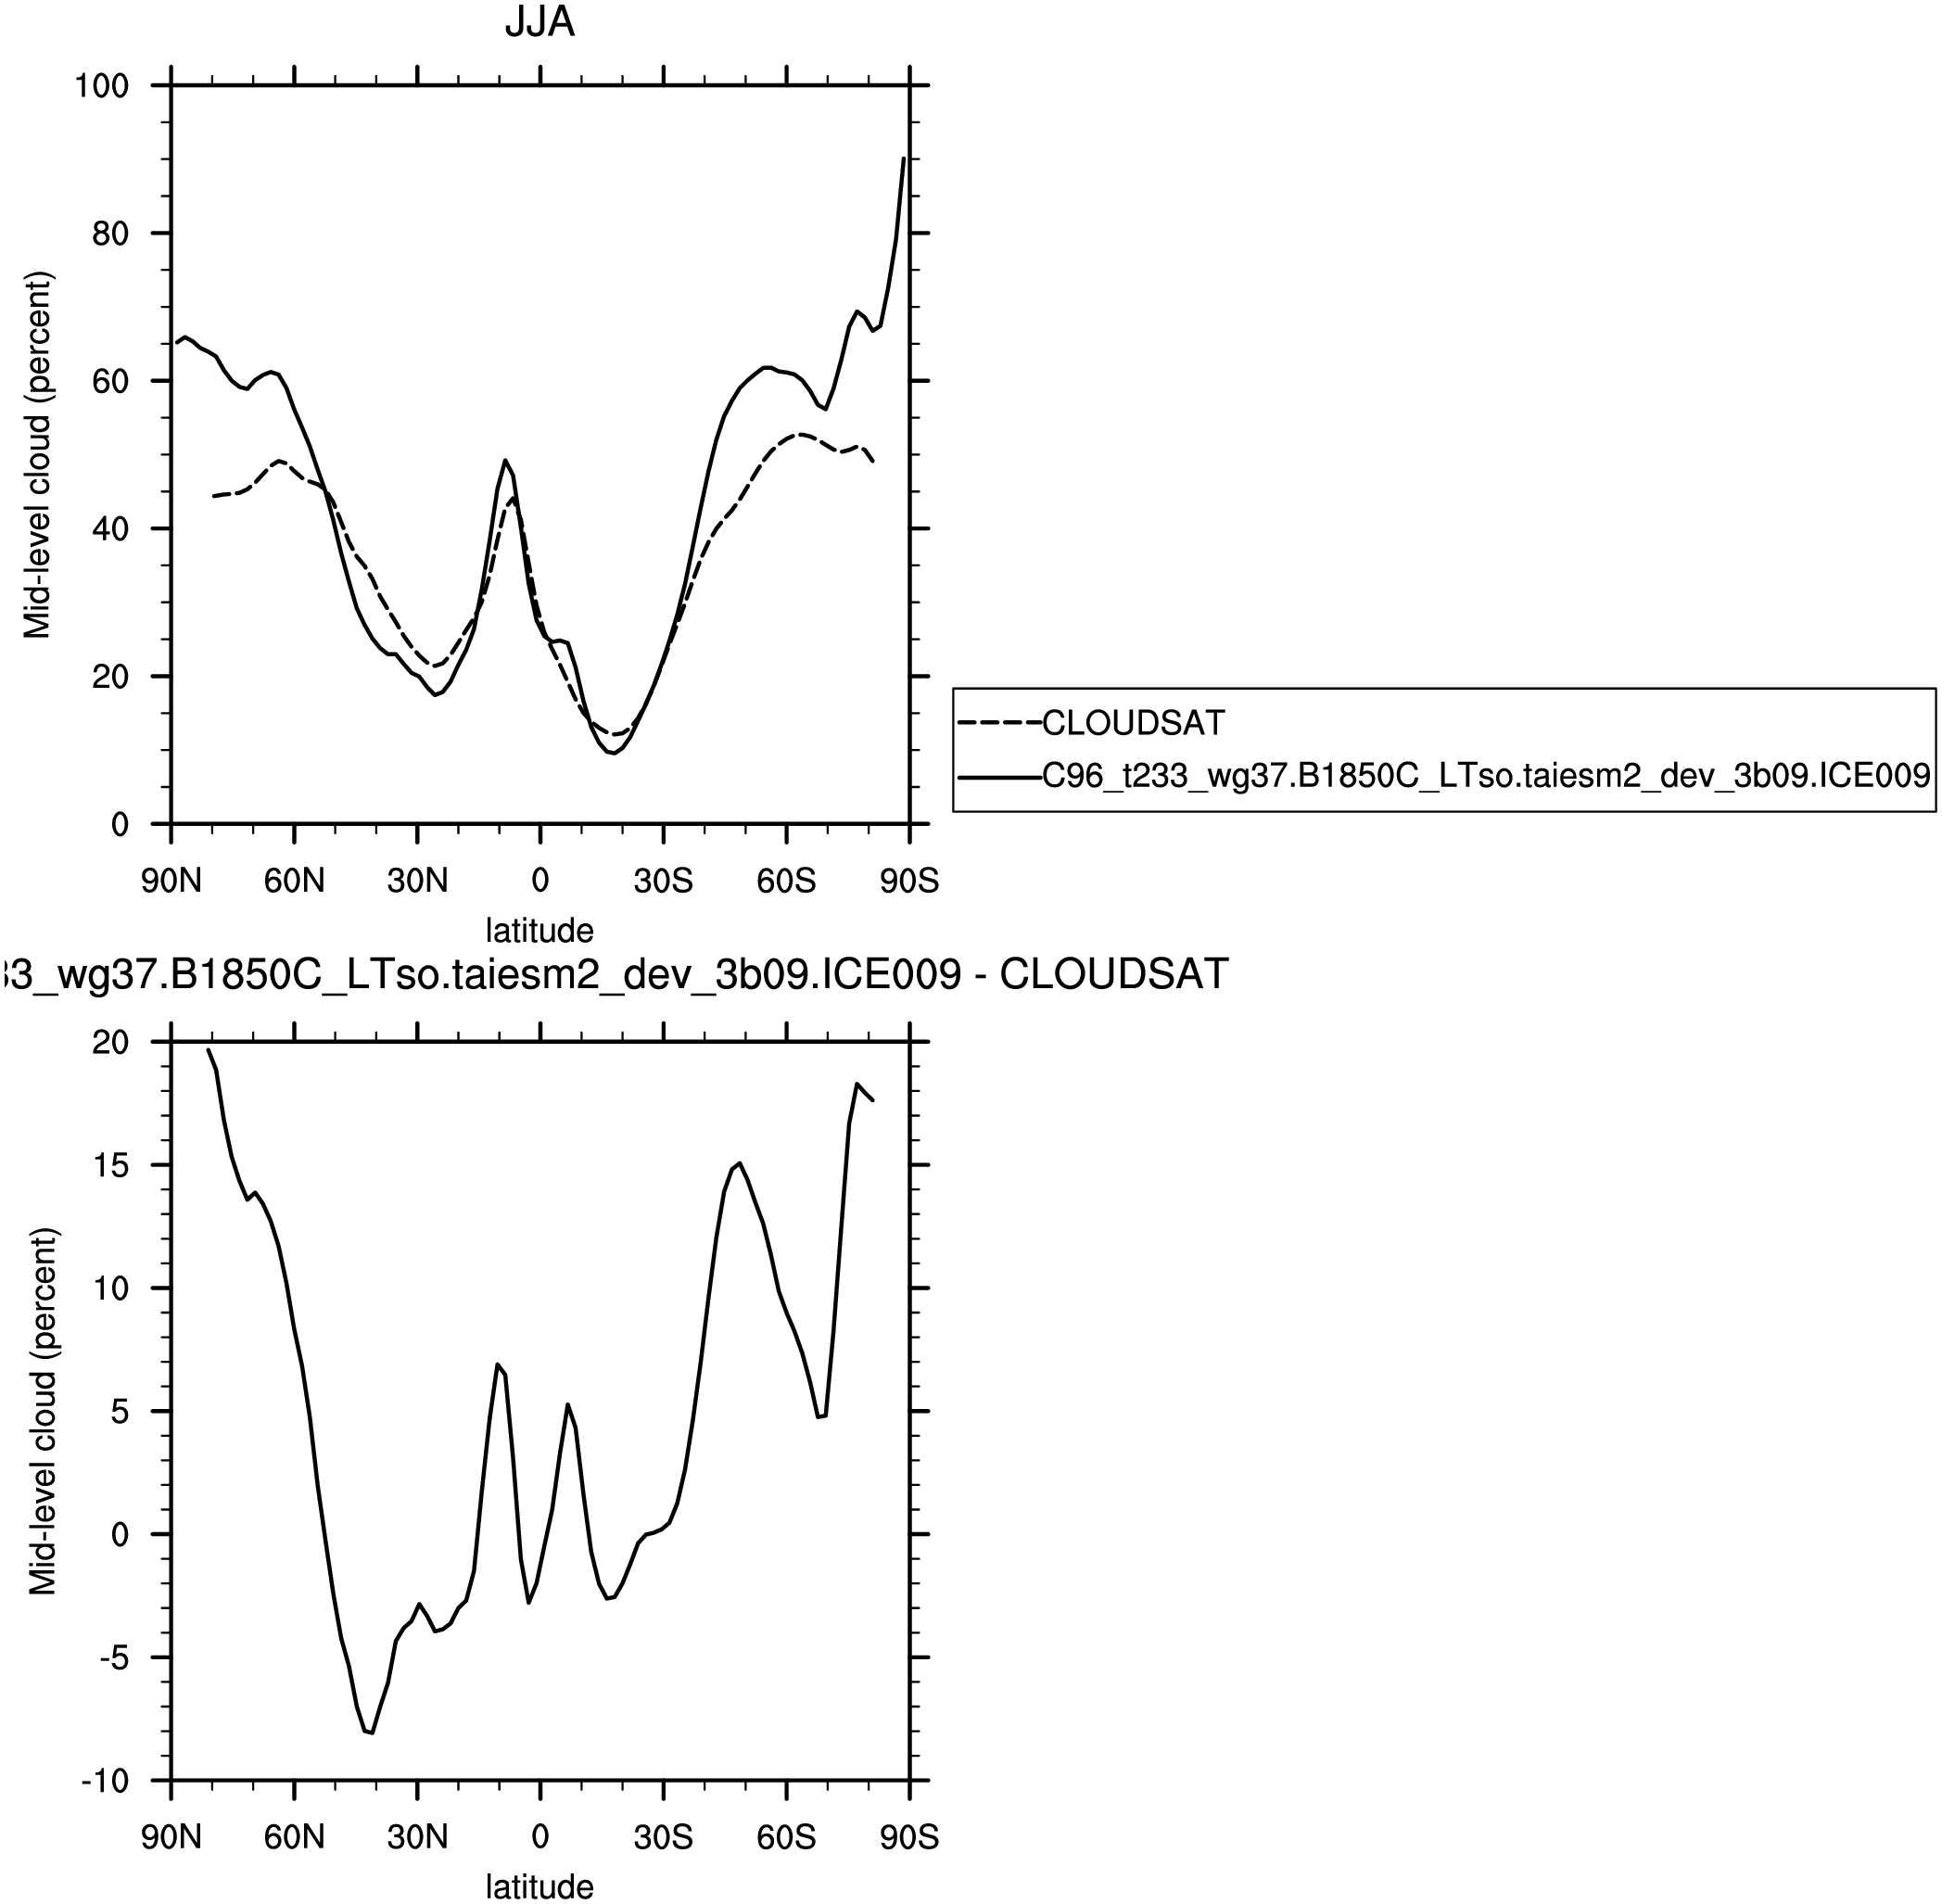 JJA
100
80
60
40
20
0
Mid-level cloud (percent)
90N 60N 30N 0 30S 60S 90S
latitude
CLOUDSAT
C96_t233_wg37.B1850C_LTso.taiesm2_dev_3b09.ICE009
3_wg37.B1850C_LTso.taiesm2_dev_3b09.ICE009 - CLOUDSAT
20
15
10
5
0
-5
-10
Mid-level cloud (percent)
90N 60N 30N 0 30S 60S 90S
latitude